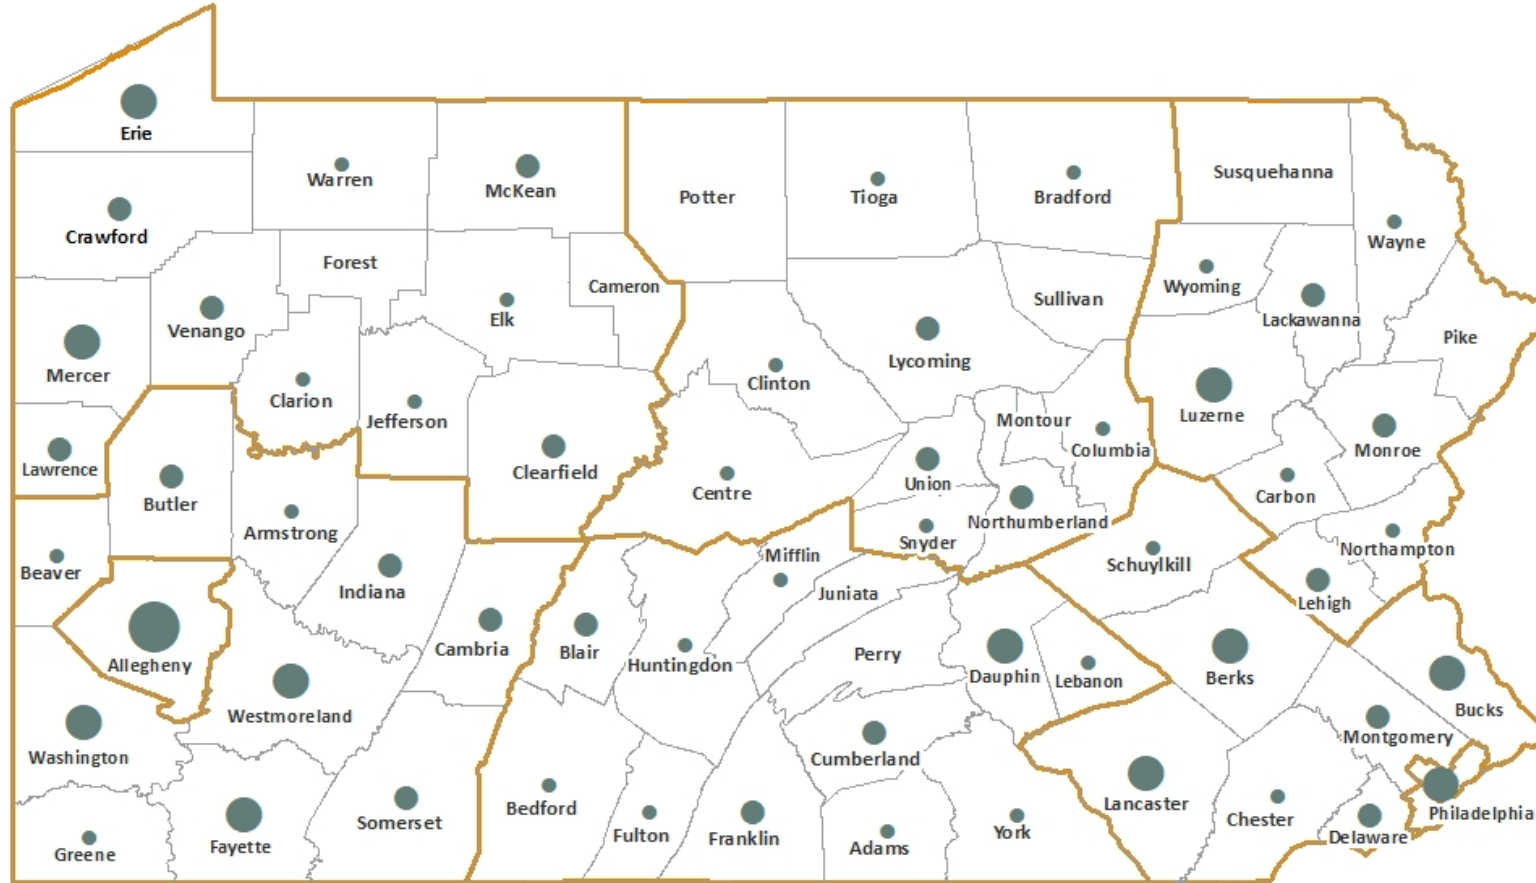 Erie
Warren
McKean
Potter
Tioga
Bradford
Susquehanna
Crawford
Forest
Wayne
Cameron
Wyoming
Sullivan
Venango
Elk
Lackawanna
Pike
Mercer
Lycoming
Clinton
Clarion
Jefferson
Luzerne
Montour
Columbia
Monroe
Lawrence
Clearfield
Union
Centre
Carbon
Butler
Northumberland
Armstrong
Snyder
Northampton
Mifflin
Schuylkill
Beaver
Indiana
Juniata
Lehigh
Cambria
Blair
Perry
Allegheny
Huntingdon
Dauphin
Lebanon
Berks
Westmoreland
Bucks
Montgomery
Washington
Cumberland
Lancaster
Bedford
Philadelphia
Somerset
Chester
York
Fulton
Franklin
Delaware
Fayette
Adams
Greene